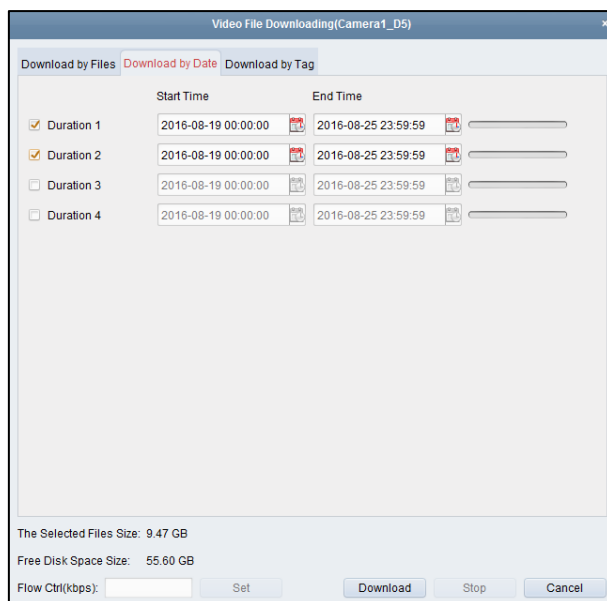 Video File Downloading(Camera1_D5) ×
Download by Files Download by Date Download by Tag
Start Time End Time
Duration 1 2016-08-19 00:00:00 2016-08-25 23:59:59
Duration 2 2016-08-19 00:00:00 2016-08-25 23:59:59
Duration 3 2016-08-19 00:00:00 2016-08-25 23:59:59
Duration 4 2016-08-19 00:00:00 2016-08-25 23:59:59
The Selected Files Size: 9.47 GB
Free Disk Space Size: 55.60 GB
Flow Ctrl(kbps): Set Download Stop Cancel